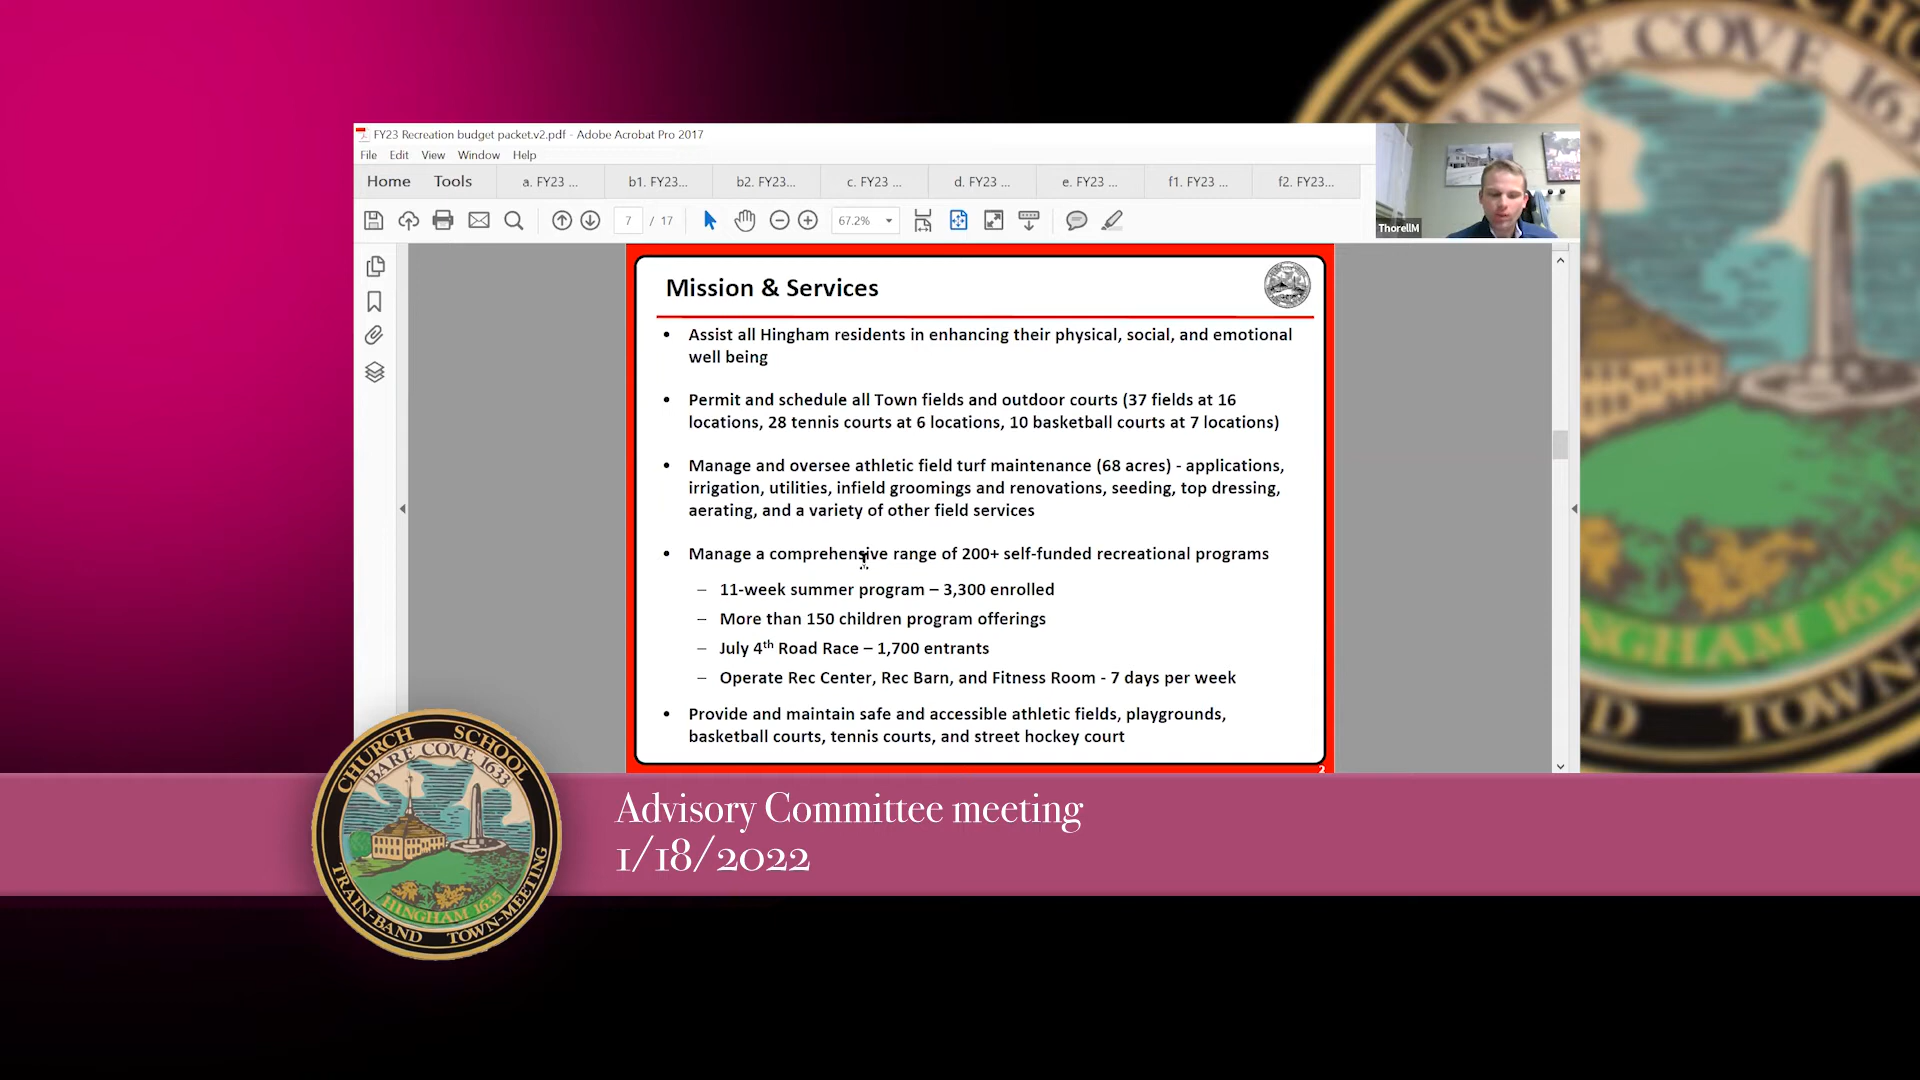 FY23 Recreation budget packet.v2.pdf - Adobe Acrobat Pro 2017
File Edit View Window Help
Home Tools a. FY23 ... b1. FY23... b2. FY23... c. FY23 ... d. FY23 ... e. FY23 ... f1. FY23 ... f2. FY23...
7 / 17 67.2%
ThorellM
Mission & Services
• Assist all Hingham residents in enhancing their physical, social, and emotional
well being
• Permit and schedule all Town fields and outdoor courts (37 fields at 16
locations, 28 tennis courts at 6 locations, 10 basketball courts at 7 locations)
• Manage and oversee athletic field turf maintenance (68 acres) - applications,
irrigation, utilities, infield groomings and renovations, seeding, top dressing,
aerating, and a variety of other field services
• Manage a comprehensive range of 200+ self-funded recreational programs
– 11-week summer program – 3,300 enrolled
– More than 150 children program offerings
– July 4th Road Race – 1,700 entrants
– Operate Rec Center, Rec Barn, and Fitness Room - 7 days per week
• Provide and maintain safe and accessible athletic fields, playgrounds,
basketball courts, tennis courts, and street hockey court
2
CHURCH SCHOOL
BARE COVE 1633
HINGHAM 1635
TRAIN-BAND TOWN-MEETING
Advisory Committee meeting
1/18/2022